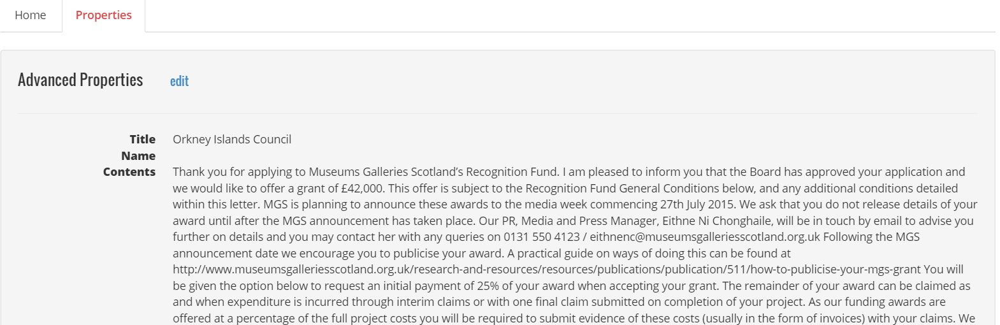 Home Properties
Advanced Properties edit
Title Orkney Islands Council
Name
Contents Thank you for applying to Museums Galleries Scotland’s Recognition Fund. I am pleased to inform you that the Board has approved your application and
we would like to offer a grant of £42,000. This offer is subject to the Recognition Fund General Conditions below, and any additional conditions detailed
within this letter. MGS is planning to announce these awards to the media week commencing 27th July 2015. We ask that you do not release details of your
award until after the MGS announcement has taken place. Our PR, Media and Press Manager, Eithne Ni Chonghaile, will be in touch by email to advise you
further on details and you may contact her with any queries on 0131 550 4123 / eithnenc@museumsgalleriesscotland.org.uk Following the MGS
announcement date we encourage you to publicise your award. A practical guide on ways of doing this can be found at
http://www.museumsgalleriesscotland.org.uk/research-and-resources/resources/publications/publication/511/how-to-publicise-your-mgs-grant You will
be given the option below to request an initial payment of 25% of your award when accepting your grant. The remainder of your award can be claimed as
and when expenditure is incurred through interim claims or with one final claim submitted on completion of your project. As our funding awards are
offered at a percentage of the full project costs you will be required to submit evidence of these costs (usually in the form of invoices) with your claims. We